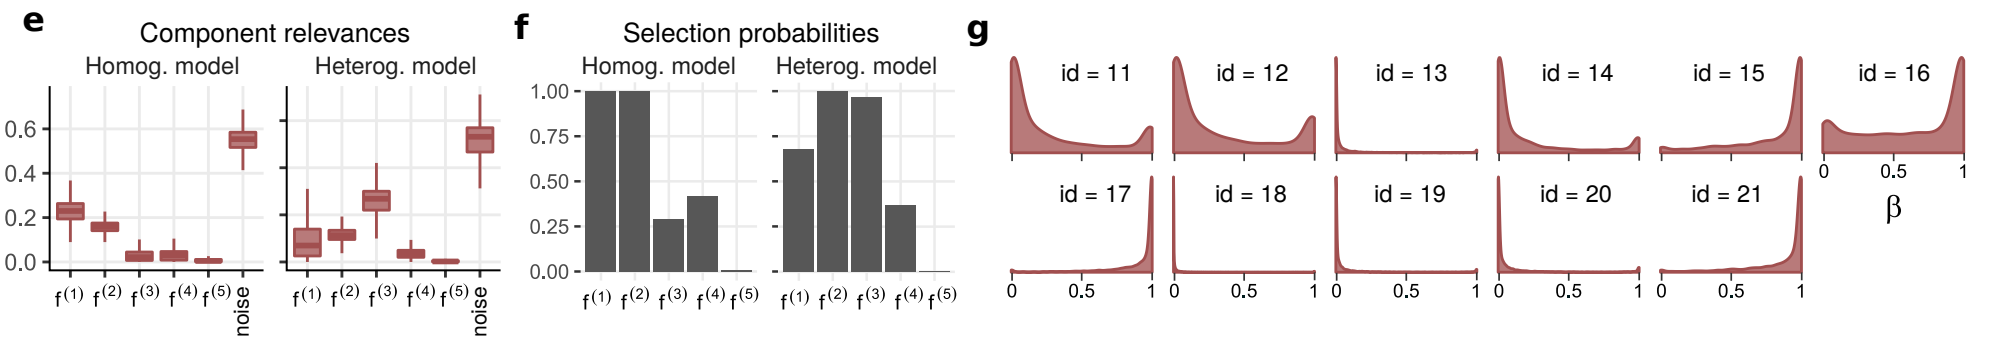 e
Component relevances
Homog. model
Heterog. model
0.6
0.4
0.2
0.0
f(1) f(2) f(3) f(4) f(5) noise
f(1) f(2) f(3) f(4) f(5) noise
f
Selection probabilities
Homog. model
Heterog. model
1.00
0.75
0.50
0.25
0.00
f(1) f(2) f(3) f(4) f(5)
f(1) f(2) f(3) f(4) f(5)
g
id = 11
id = 12
id = 13
id = 14
id = 15
id = 16
0 0.5 1
id = 17
id = 18
id = 19
id = 20
id = 21
β
0 0.5 1
0 0.5 1
0 0.5 1
0 0.5 1
0 0.5 1